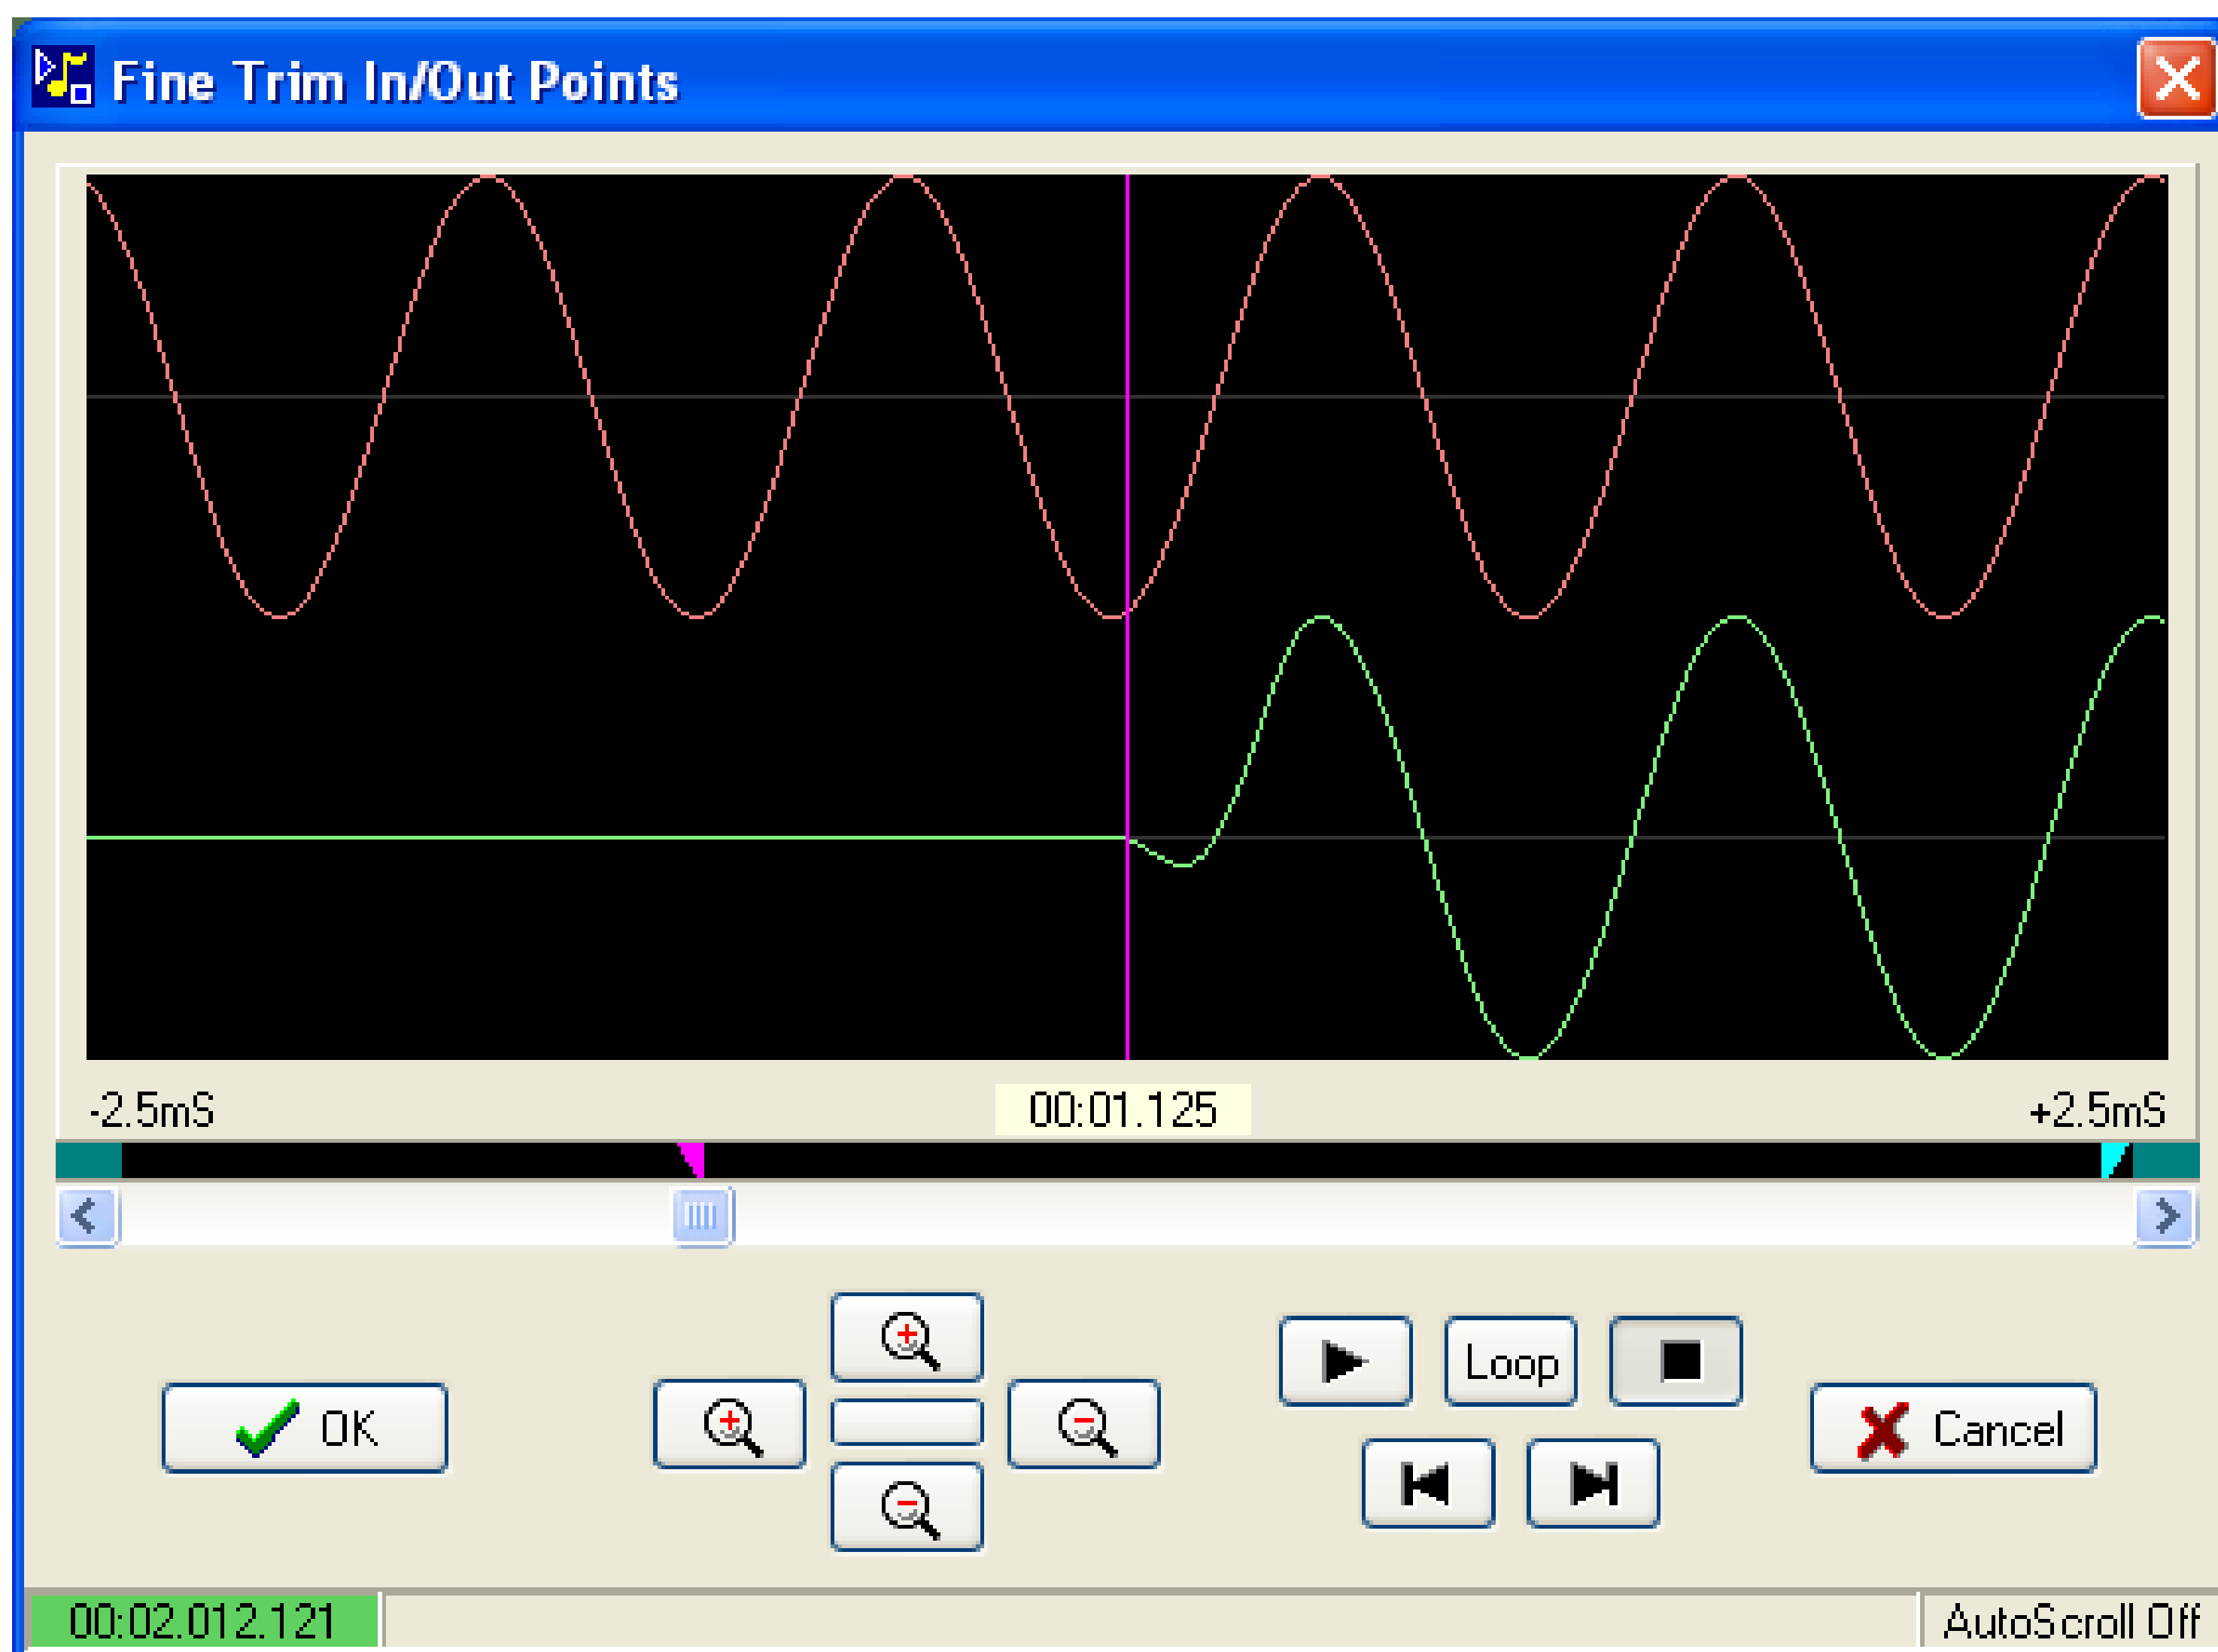 Fine Trim In/Out Points
-2.5mS 00:01.125 +2.5mS
Loop
OK
Cancel
00:02.012.121 AutoScroll Off